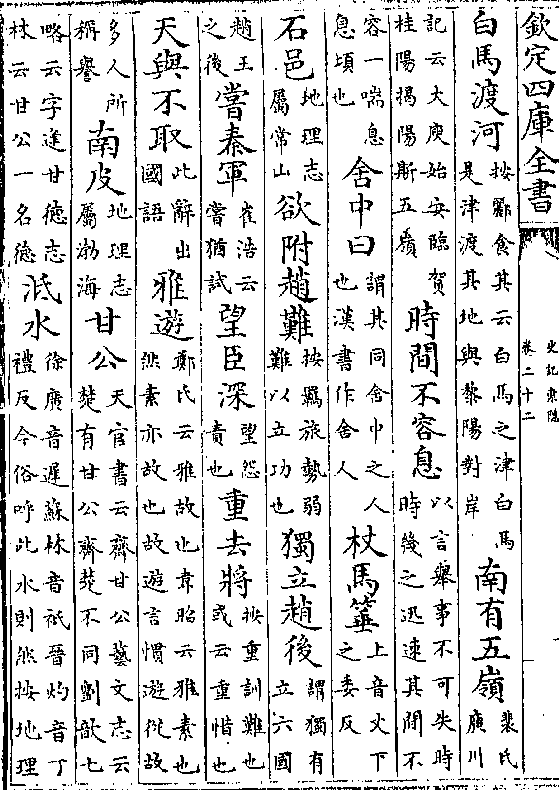 欽定四庫全書
史記索隱
卷二十二
白馬渡河
按酈食其云白馬之津白馬
是津渡其地與黎陽對岸
南有五嶺
裴氏
廣川
記云大庾始安臨賀
桂陽揭陽斯五嶺
時間不容息
以言舉事不可失時
時幾之迅速其間不
容一喘息
息頃也
舍中曰
謂其同舍中之人
也漢書作舍人
杖馬箠
上音丈下
之委反
石邑
地理志
屬常山
欲附趙難
按羈旅勢弱
難以立功也
獨立趙後
謂獨有
立六國
趙王
之後
嘗秦軍
崔浩云
嘗猶試
望臣深
望怨
責也
重去將
按重訓難也
或云重惜也
天與不取
此辭出
國語
雅遊
鄭氏云雅故也韋昭云雅素也
然素亦故也故遊言慣遊從故
多人所
稱譽
南皮
地理志
屬渤海
甘公
天官書云齊甘公藝文志云
楚有甘公齊楚不同劉歆七
略云字逢甘德志
林云甘公一名德
泜水
徐廣音遲蘇林音祇晉灼音丁
禮反今俗呼此水則然按地理